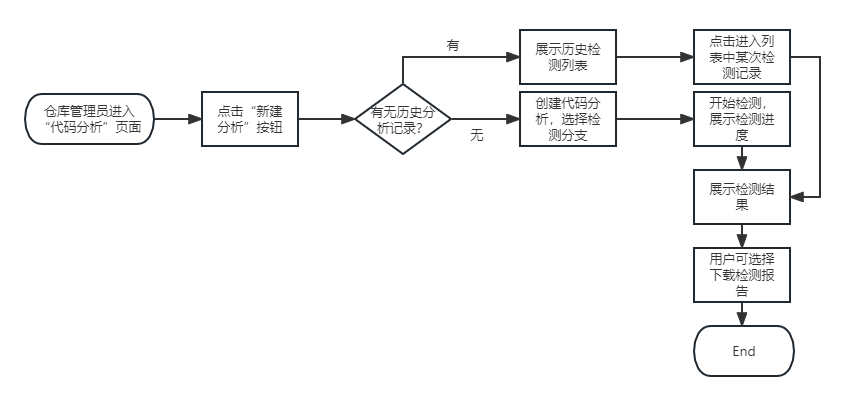 仓库管理员进入
“代码分析”页面
点击“新建
分析”按钮
有无历史分
析记录?
有
展示历史检
测列表
点击进入列
表中某次检
测记录
无
创建代码分
析，选择检
测分支
开始检测，
展示检测进
度
展示检测结
果
用户可选择
下载检测报
告
End